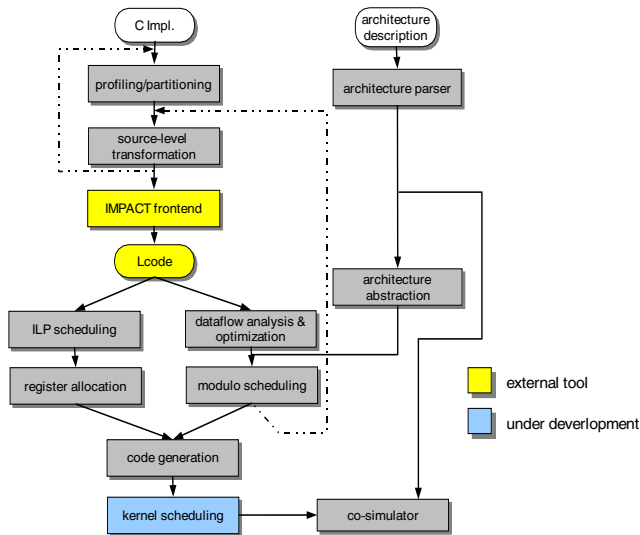 C Impl.
architecture
description
profiling/partitioning
architecture parser
source-level
transformation
IMPACT frontend
Lcode
architecture
abstraction
ILP scheduling
dataflow analysis &
optimization
register allocation
modulo scheduling
external tool
under deverlopment
code generation
kernel scheduling
co-simulator